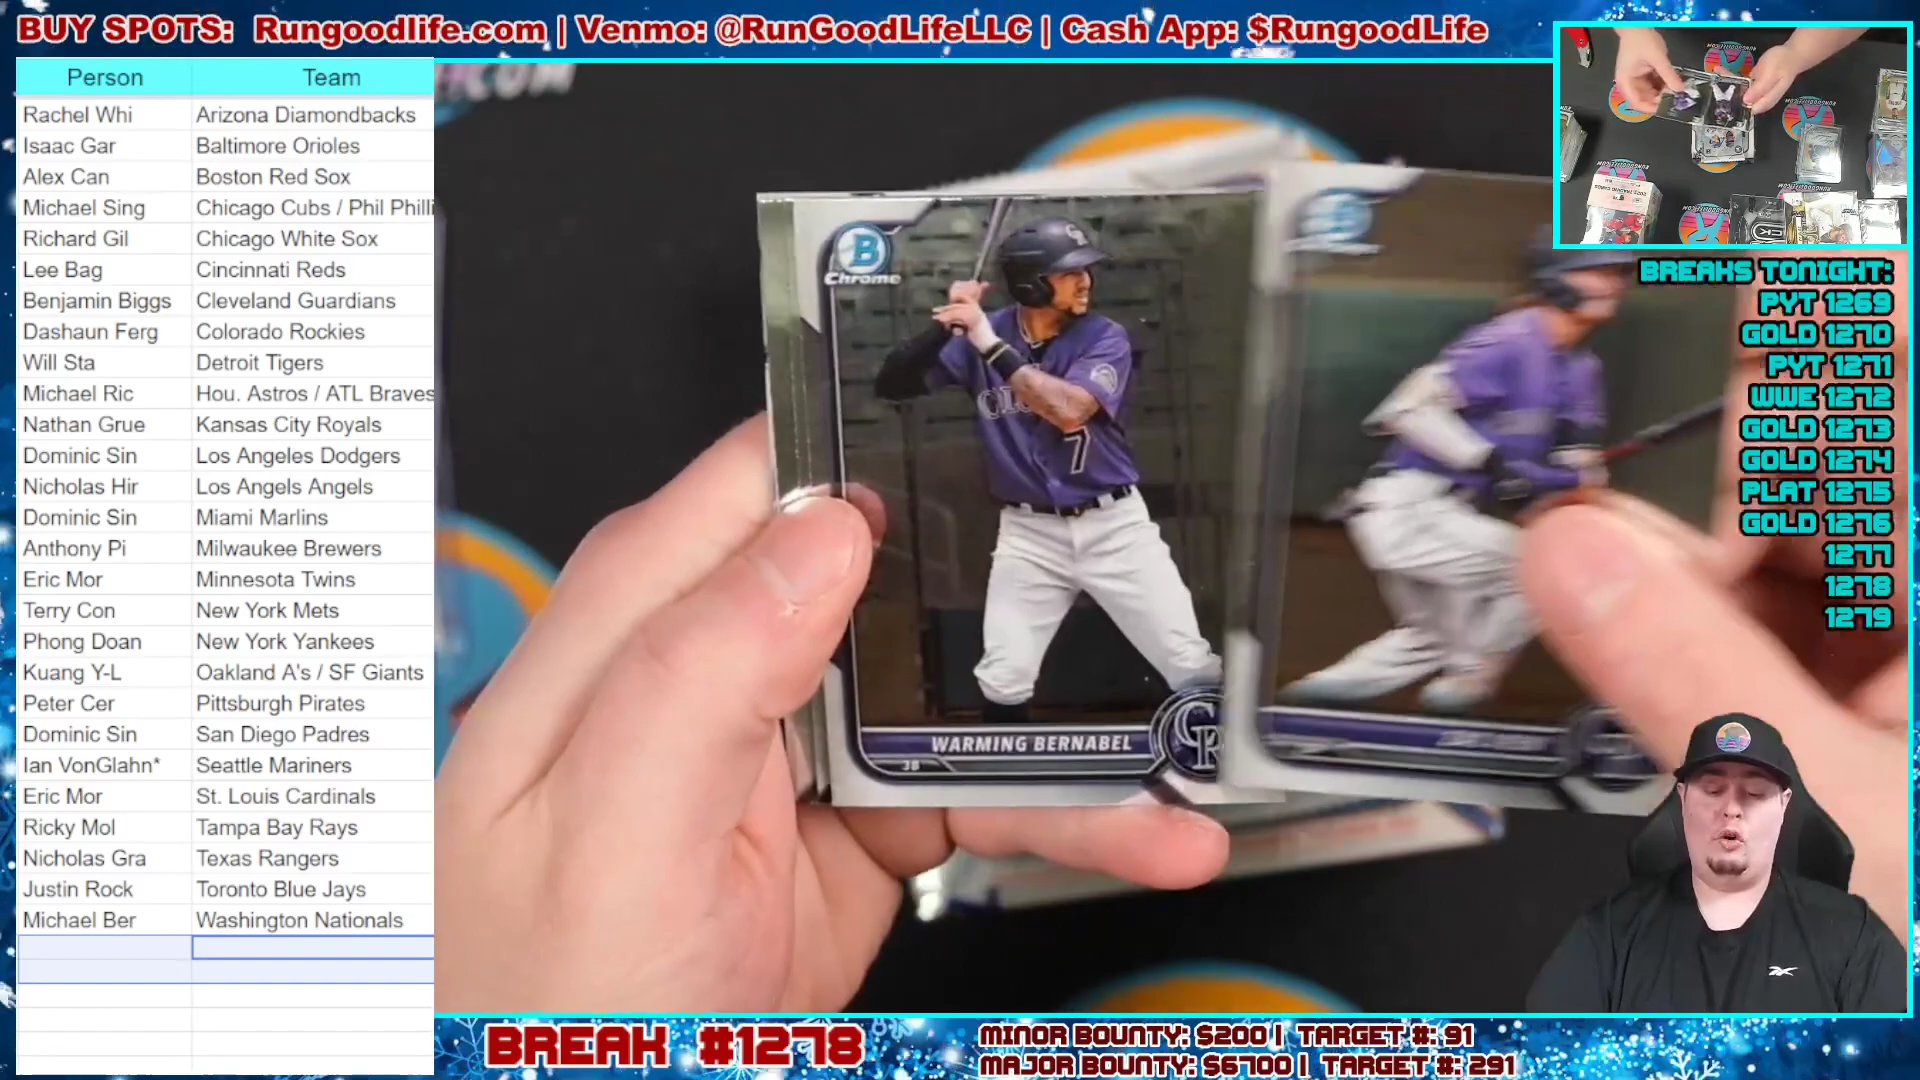 BUY SPOTS: Rungoodlife.com | Venmo: @RunGoodLifeLLC | Cash App: $RungoodLife
Person Team
Rachel Whi Arizona Diamondbacks
Isaac Gar Baltimore Orioles
Alex Can Boston Red Sox
Michael Sing Chicago Cubs / Phil Philli
Richard Gil Chicago White Sox
Lee Bag Cincinnati Reds
Benjamin Biggs Cleveland Guardians
Dashaun Ferg Colorado Rockies
Will Sta Detroit Tigers
Michael Ric Hou. Astros / ATL Braves
Nathan Grue Kansas City Royals
Dominic Sin Los Angeles Dodgers
Nicholas Hir Los Angels Angels
Dominic Sin Miami Marlins
Anthony Pi Milwaukee Brewers
Eric Mor Minnesota Twins
Terry Con New York Mets
Phong Doan New York Yankees
Kuang Y-L Oakland A's / SF Giants
Peter Cer Pittsburgh Pirates
Dominic Sin San Diego Padres
Ian VonGlahn* Seattle Mariners
Eric Mor St. Louis Cardinals
Ricky Mol Tampa Bay Rays
Nicholas Gra Texas Rangers
Justin Rock Toronto Blue Jays
Michael Ber Washington Nationals
.COM
B
Chrome
7
WARMING BERNABEL
3B
CR
BREAKS TONIGHT:
PYT 1269
GOLD 1270
PYT 1271
WWE 1272
GOLD 1273
GOLD 1274
PLAT 1275
GOLD 1276
1277
1278
1279
BREAK #1278
MINOR BOUNTY: $200 | TARGET #: 91
MAJOR BOUNTY: $6700 | TARGET #: 291